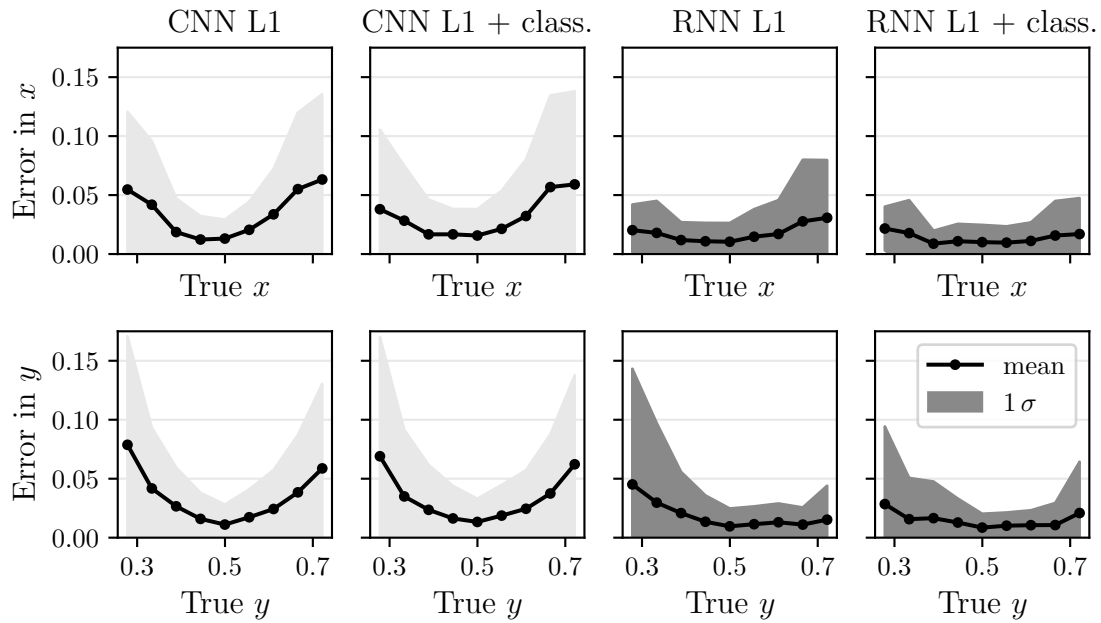 CNN L1
CNN L1 + class.
RNN L1
RNN L1 + class.
Error in x
0.15
0.10
0.05
0.00
True x
True x
True x
True x
Error in y
0.15
0.10
0.05
0.00
mean
1 σ
0.3 0.5 0.7
0.3 0.5 0.7
0.3 0.5 0.7
0.3 0.5 0.7
True y
True y
True y
True y